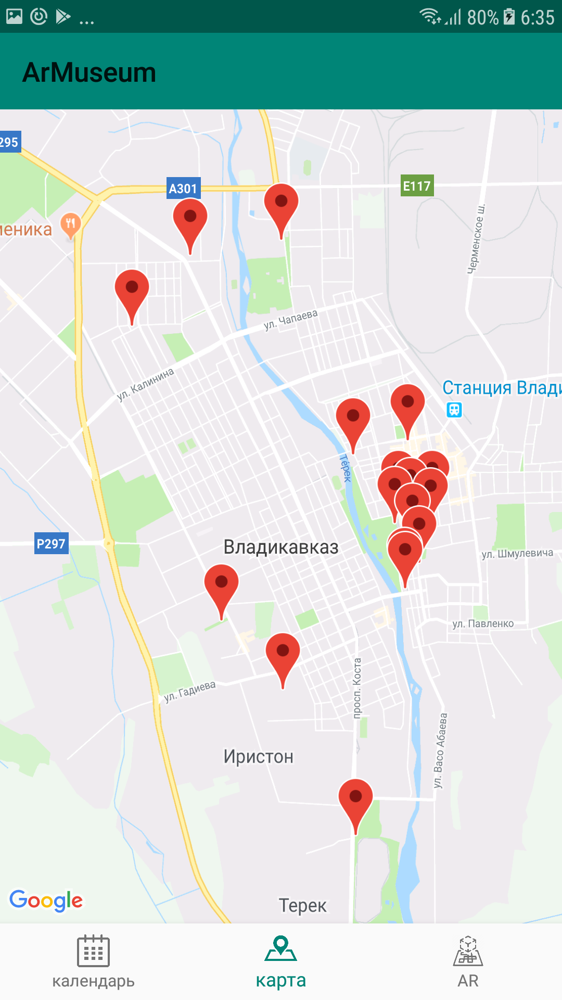 ... 80% 6:35
ArMuseum
295
A301
E117
Черменское ш.
ул. Чапаева
ул. Калинина
Станция Влади
Терек
P297
Владикавказ
ул. Шмулевича
ул. Павленко
просп. Коста
ул. Гадиева
ул. Васо Абаева
Иристон
Google
Терек
календарь
карта
AR